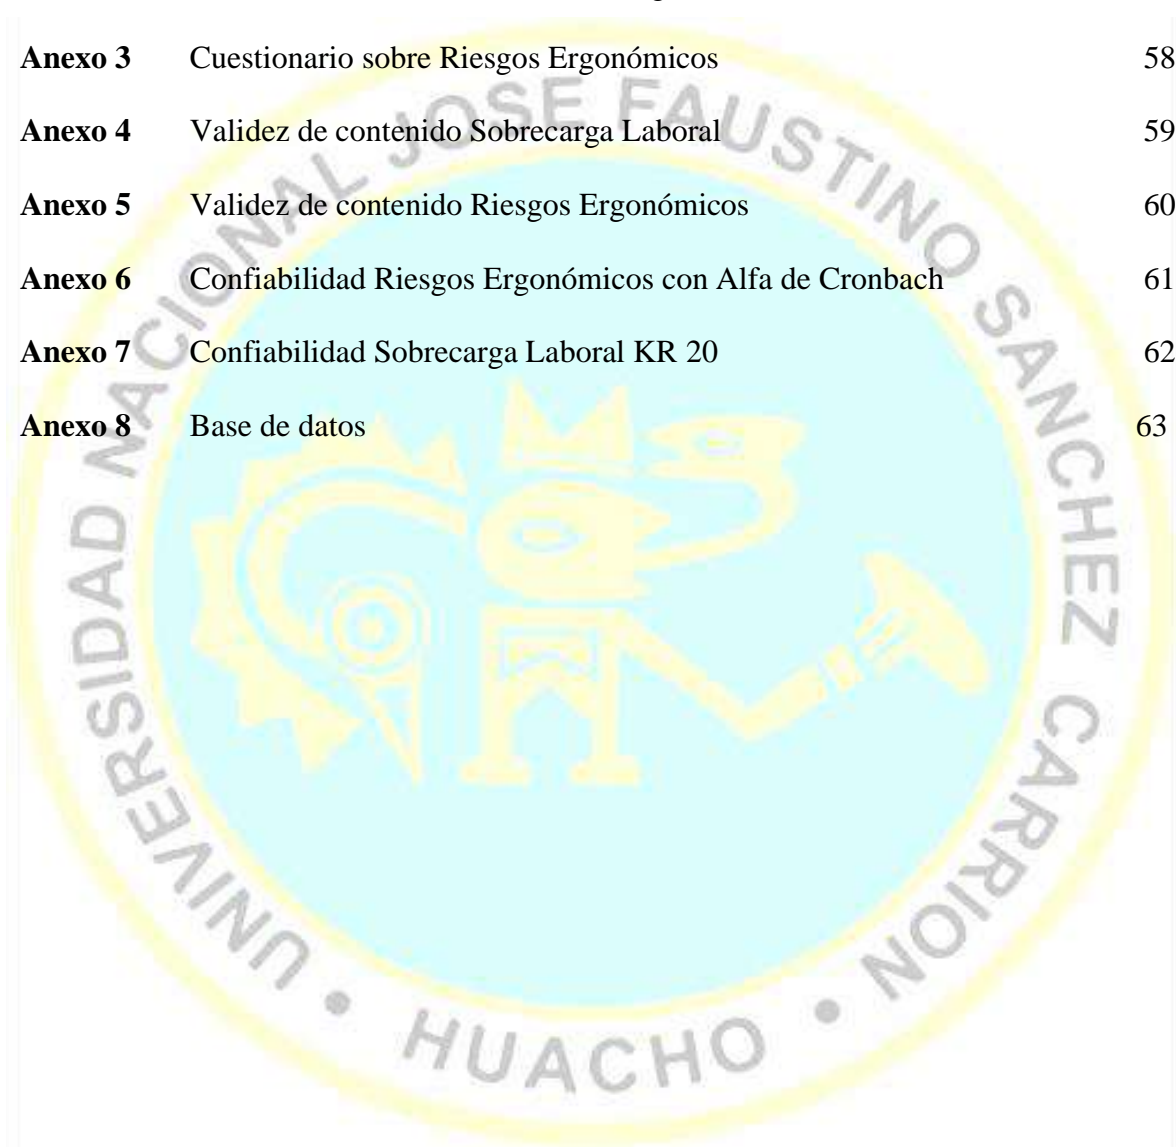 Anexo 3 Cuestionario sobre Riesgos Ergonómicos 58
Anexo 4 Validez de contenido Sobrecarga Laboral 59
Anexo 5 Validez de contenido Riesgos Ergonómicos 60
Anexo 6 Confiabilidad Riesgos Ergonómicos con Alfa de Cronbach 61
Anexo 7 Confiabilidad Sobrecarga Laboral KR 20 62
Anexo 8 Base de datos 63
UNIVERSIDAD NACIONAL JOSE FAUSTINO SANCHEZ CARRION • HUACHO •